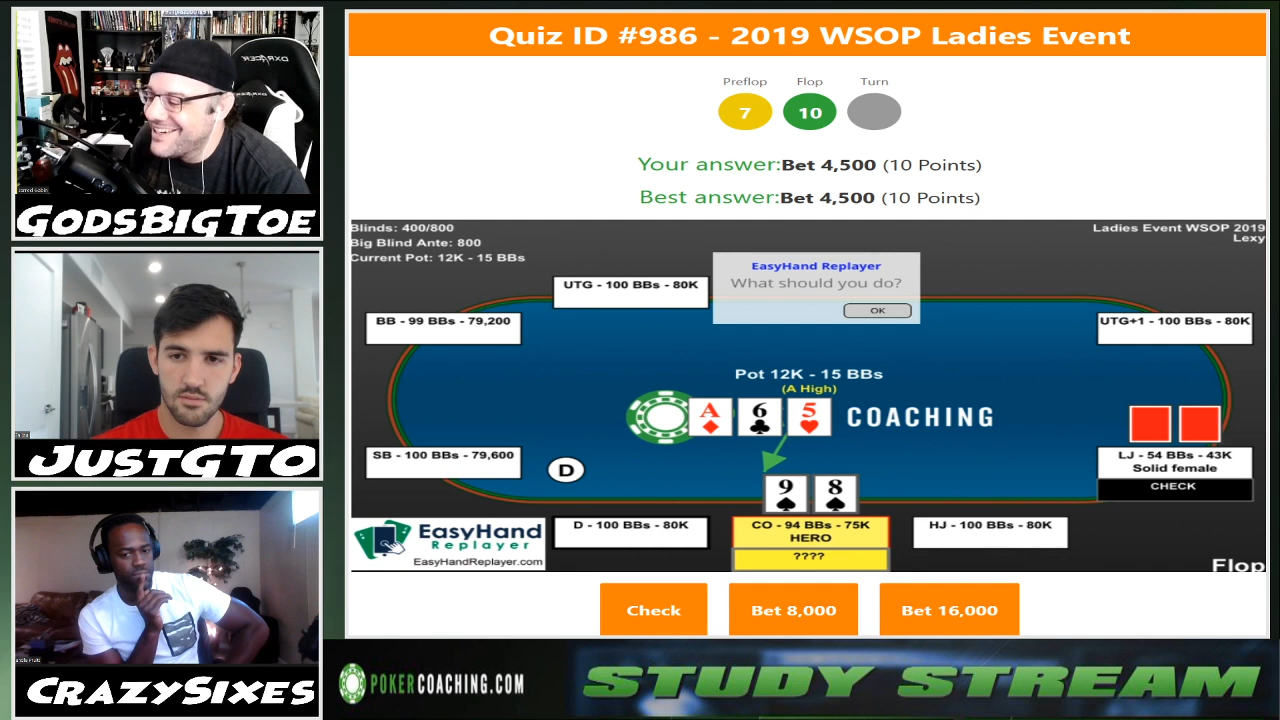 Quiz ID #986 - 2019 WSOP Ladies Event
Preflop Flop Turn
7 10
Your answer:Bet 4,500 (10 Points)
Best answer:Bet 4,500 (10 Points)
Blinds: 400/800
Big Blind Ante: 800
Current Pot: 12K - 15 BBs
Ladies Event WSOP 2019
Lexy
EasyHand Replayer
What should you do?
OK
UTG - 100 BBs - 80K
BB - 99 BBs - 79,200
UTG+1 - 100 BBs - 80K
Pot 12K - 15 BBs
(A High)
A 6 5
COACHING
SB - 100 BBs - 79,600
D
LJ - 54 BBs - 43K
Solid female
CHECK
9 8
D - 100 BBs - 80K
CO - 94 BBs - 75K
HERO
????
HJ - 100 BBs - 80K
EasyHand
Replayer
EasyHandReplayer.com
Flop
Check
Bet 8,000
Bet 16,000
GODSBIGTOE
JUSTGTO
CRAZYSIXES
POKERCOACHING.COM
STUDY STREAM
DXRACER